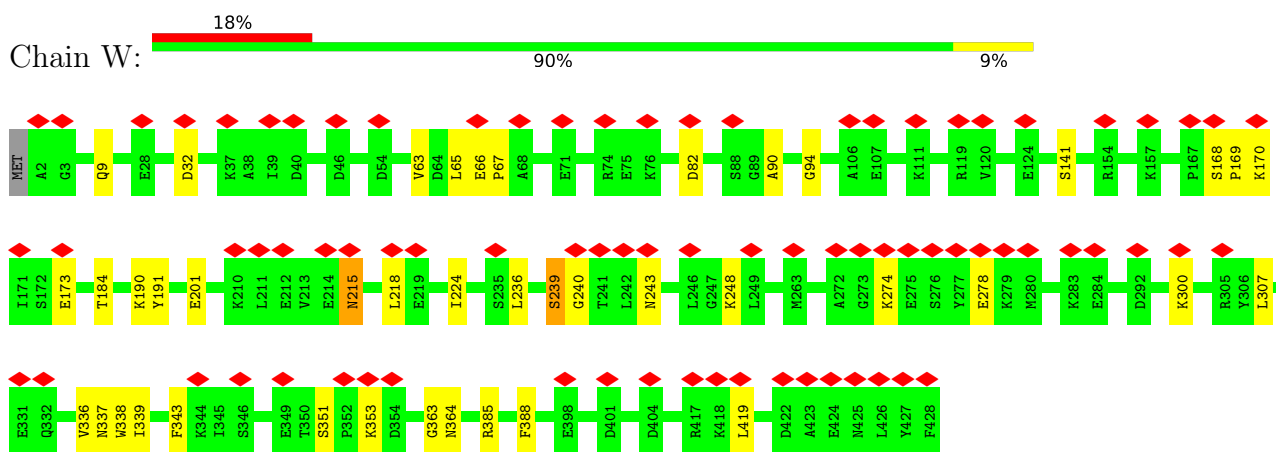 18%
Chain W:
90% 9%
MET A2 G3 Q9 E28 D32 K37 A38 I39 D40 D46 D54 V63 D64 L65 E66 P67 A68 E71 R74 E75 K76 D82 S88 G89 A90 G94 A106 E107 K111 R119 V120 E124 S141 R154 K157 P167 S168 P169 K170
I171 S172 E173 T184 K190 Y191 E201 K210 L211 E212 V213 E214 N215 L218 E219 I224 S235 L236 S239 G240 T241 L242 N243 L246 G247 K248 L249 M263 A272 G273 K274 E275 S276 Y277 E278 K279 M280 K283 E284 D292 K300 R305 Y306 L307
E331 Q332 V336 N337 W338 I339 F343 K344 I345 S346 E349 T350 S351 P352 K353 D354 G363 N364 R385 F388 E398 D401 D404 R417 K418 L419 D422 A423 E424 N425 L426 Y427 F428